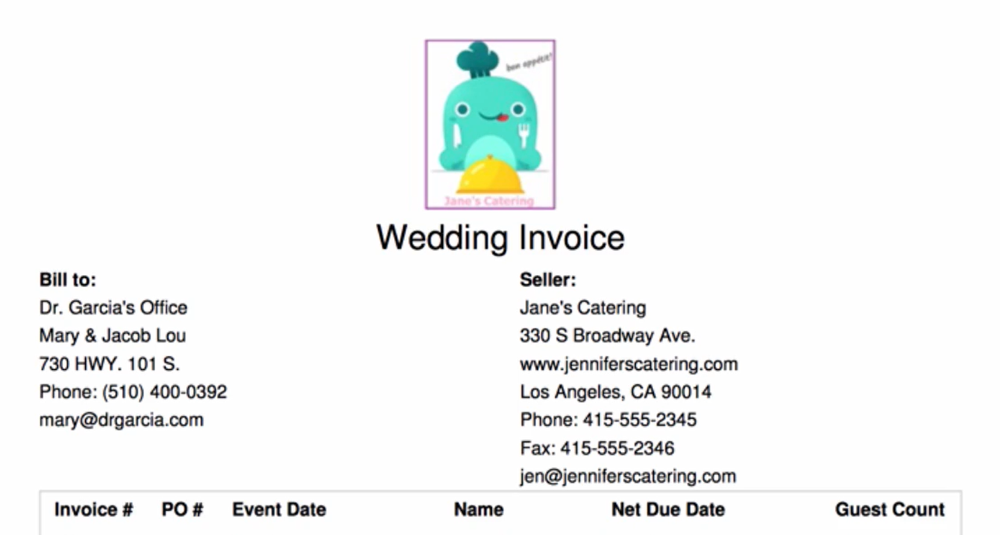 bon appétit!
Jane's Catering
Wedding Invoice
Bill to:
Dr. Garcia's Office
Mary & Jacob Lou
730 HWY. 101 S.
Phone: (510) 400-0392
mary@drgarcia.com
Seller:
Jane's Catering
330 S Broadway Ave.
www.jenniferscatering.com
Los Angeles, CA 90014
Phone: 415-555-2345
Fax: 415-555-2346
jen@jenniferscatering.com
Invoice # PO # Event Date Name Net Due Date Guest Count